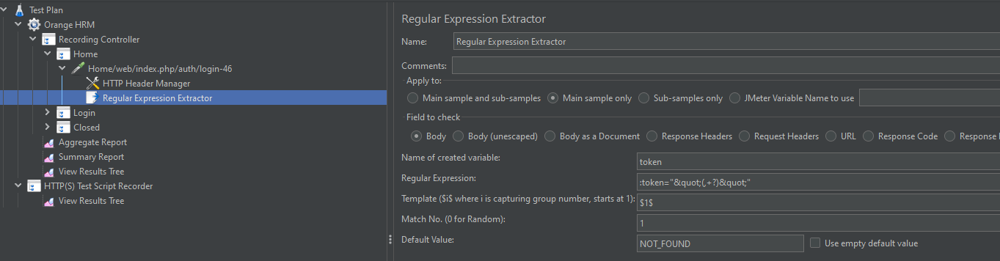 Test Plan
Orange HRM
Recording Controller
Home
Home/web/index.php/auth/login-46
HTTP Header Manager
Regular Expression Extractor
Login
Closed
Aggregate Report
Summary Report
View Results Tree
HTTP(S) Test Script Recorder
View Results Tree
Regular Expression Extractor
Name: Regular Expression Extractor
Comments:
Apply to:
Main sample and sub-samples Main sample only Sub-samples only JMeter Variable Name to use
Field to check
Body Body (unescaped) Body as a Document Response Headers Request Headers URL Response Code Response
Name of created variable: token
Regular Expression: :token="&quot;(,+?)&quot;"
Template ($i$ where i is capturing group number, starts at 1): $1$
Match No. (0 for Random): 1
Default Value: NOT_FOUND Use empty default value